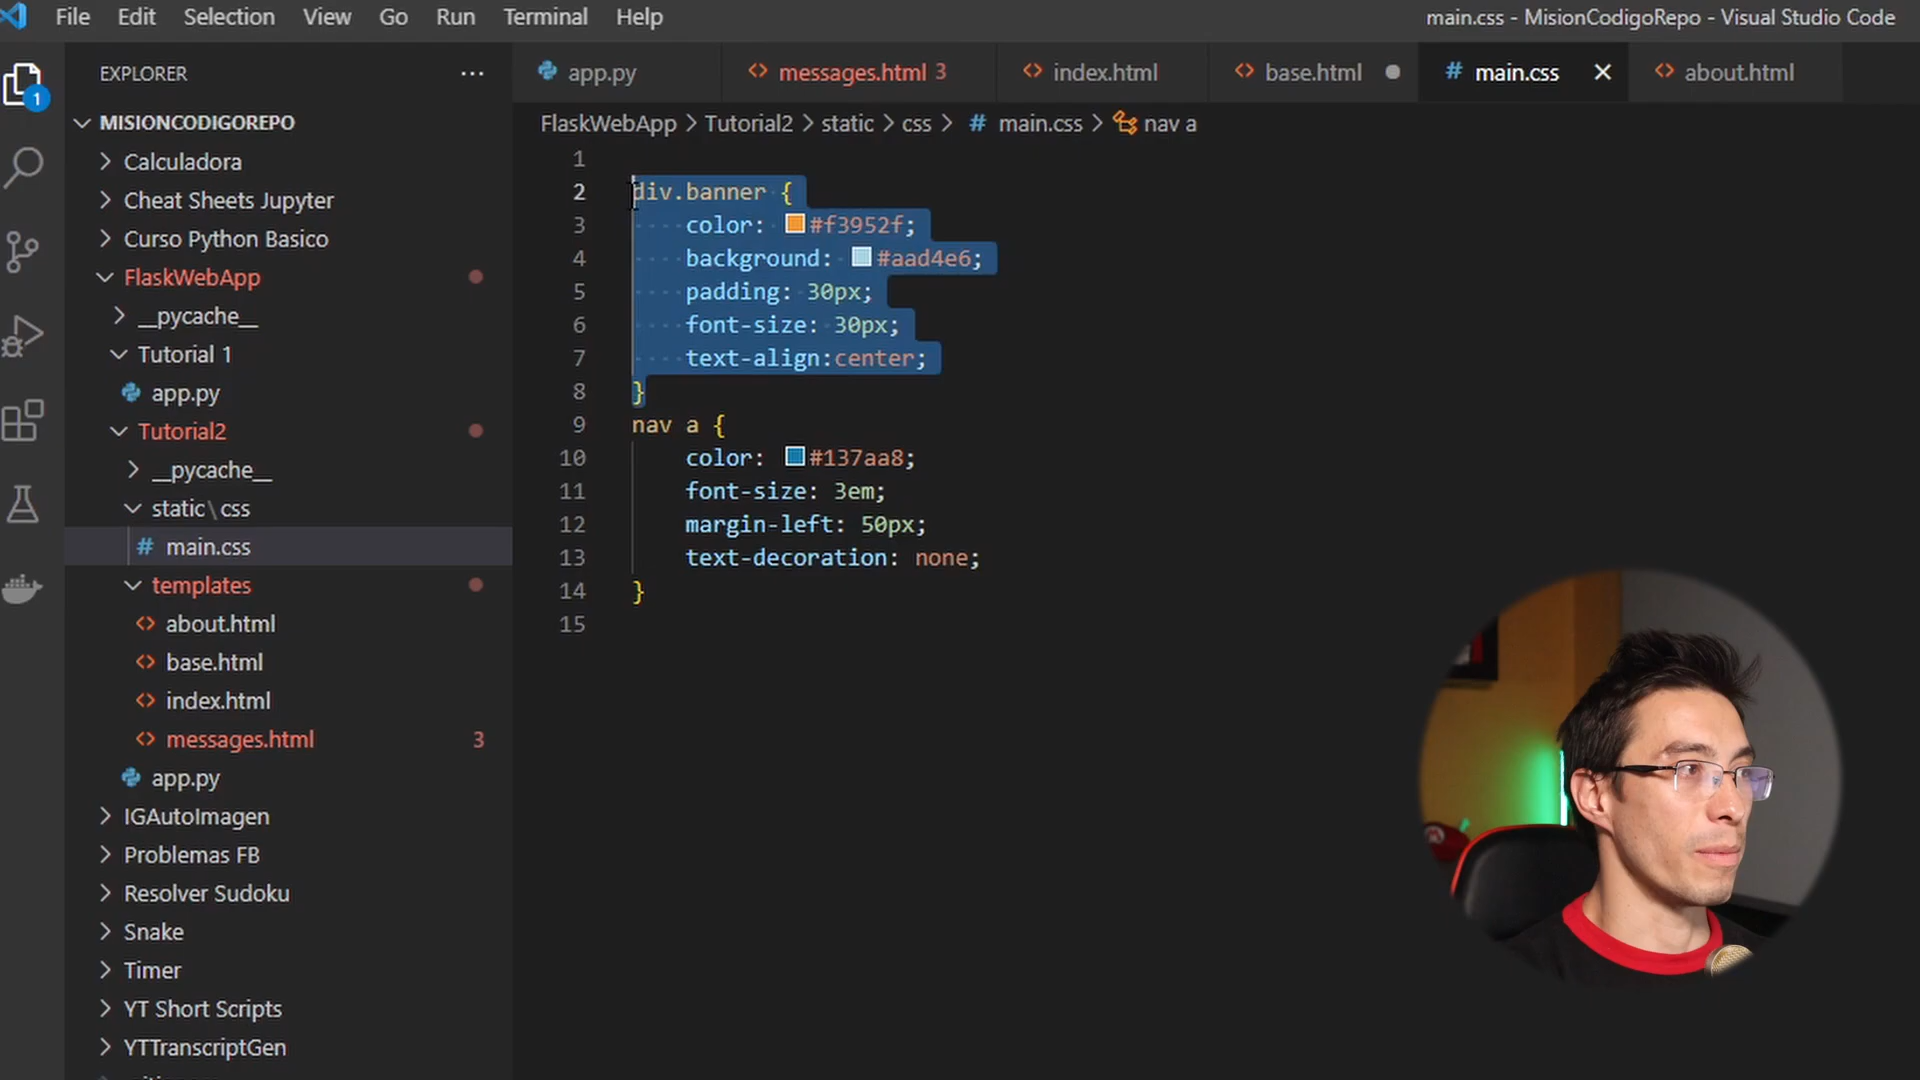 File Edit Selection View Go Run Terminal Help
main.css - MisionCodigoRepo - Visual Studio Code
1
EXPLORER ···
MISIONCODIGOREPO
Calculadora
Cheat Sheets Jupyter
Curso Python Basico
FlaskWebApp
__pycache__
Tutorial 1
app.py
Tutorial2
__pycache__
static\css
# main.css
templates
<> about.html
<> base.html
<> index.html
<> messages.html 3
app.py
IGAutoImagen
Problemas FB
Resolver Sudoku
Snake
Timer
YT Short Scripts
YTTranscriptGen
app.py <> messages.html 3 <> index.html <> base.html # main.css <> about.html
FlaskWebApp > Tutorial2 > static > css > # main.css > nav a
1
2 div.banner {
3 color: #f3952f;
4 background: #aad4e6;
5 padding: 30px;
6 font-size: 30px;
7 text-align:center;
8 }
9 nav a {
10 color: #137aa8;
11 font-size: 3em;
12 margin-left: 50px;
13 text-decoration: none;
14 }
15